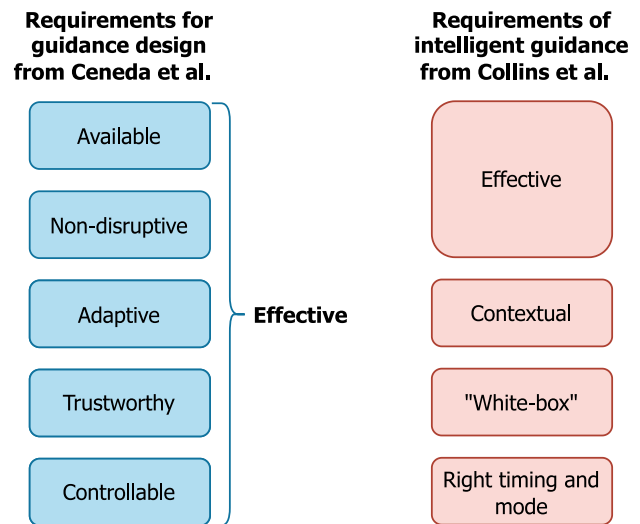 Requirements for
guidance design
from Ceneda et al.
Available
Non-disruptive
Adaptive
Trustworthy
Controllable
Effective
Requirements of
intelligent guidance
from Collins et al.
Effective
Contextual
"White-box"
Right timing and
mode